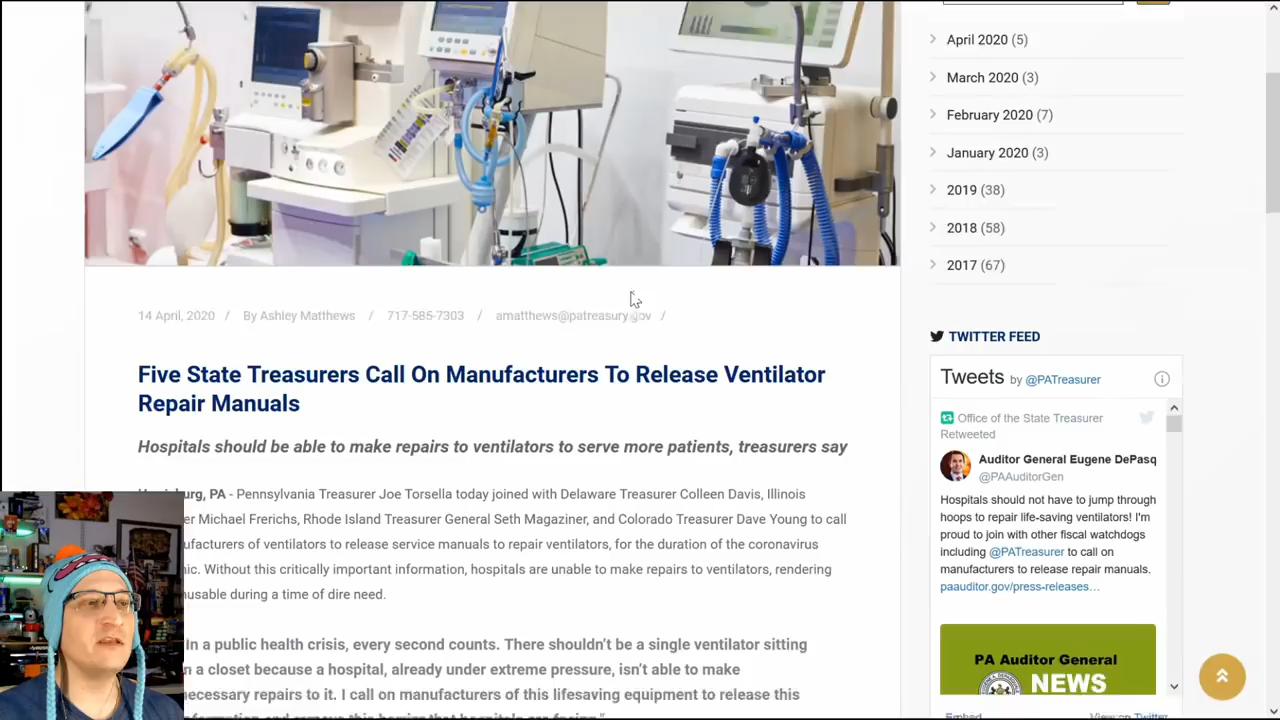 April 2020 (5)
March 2020 (3)
February 2020 (7)
January 2020 (3)
2019 (38)
2018 (58)
2017 (67)
14 April, 2020 / By Ashley Matthews / 717-585-7303 / amatthews@patreasury.gov /
Five State Treasurers Call On Manufacturers To Release Ventilator
Repair Manuals
Hospitals should be able to make repairs to ventilators to serve more patients, treasurers say
PA - Pennsylvania Treasurer Joe Torsella today joined with Delaware Treasurer Colleen Davis, Illinois
er Michael Frerichs, Rhode Island Treasurer General Seth Magaziner, and Colorado Treasurer Dave Young to call
ufacturers of ventilators to release service manuals to repair ventilators, for the duration of the coronavirus
ic. Without this critically important information, hospitals are unable to make repairs to ventilators, rendering
nusable during a time of dire need.
In a public health crisis, every second counts. There shouldn't be a single ventilator sitting
n a closet because a hospital, already under extreme pressure, isn't able to make
necessary repairs to it. I call on manufacturers of this lifesaving equipment to release this
TWITTER FEED
Tweets by @PATreasurer
Office of the State Treasurer
Retweeted
Auditor General Eugene DePasq
@PAAuditorGen
Hospitals should not have to jump through
hoops to repair life-saving ventilators! I'm
proud to join with other fiscal watchdogs
including @PATreasurer to call on
manufacturers to release repair manuals.
paauditor.gov/press-releases…
PA Auditor General
NEWS
Embed View on Twitter